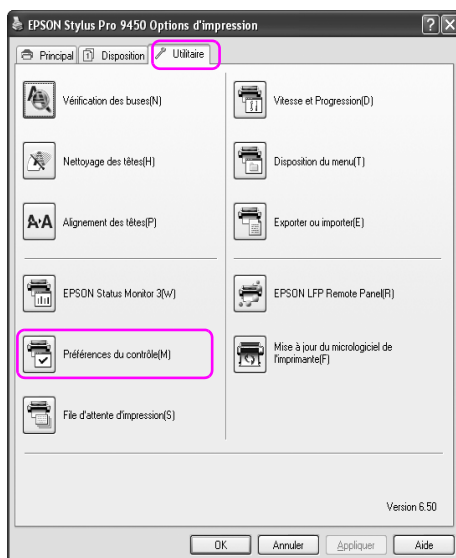 EPSON Stylus Pro 9450 Options d'impression
Principal Disposition Utilitaire
Vérification des buses(N)
Vitesse et Progression(D)
Nettoyage des têtes(H)
Disposition du menu(T)
Alignement des têtes(P)
Exporter ou importer(E)
EPSON Status Monitor 3(W)
EPSON LFP Remote Panel(R)
Préférences du contrôle(M)
Mise à jour du micrologiciel de
l'imprimante(F)
File d'attente d'impression(S)
Version 6.50
OK Annuler Appliquer Aide